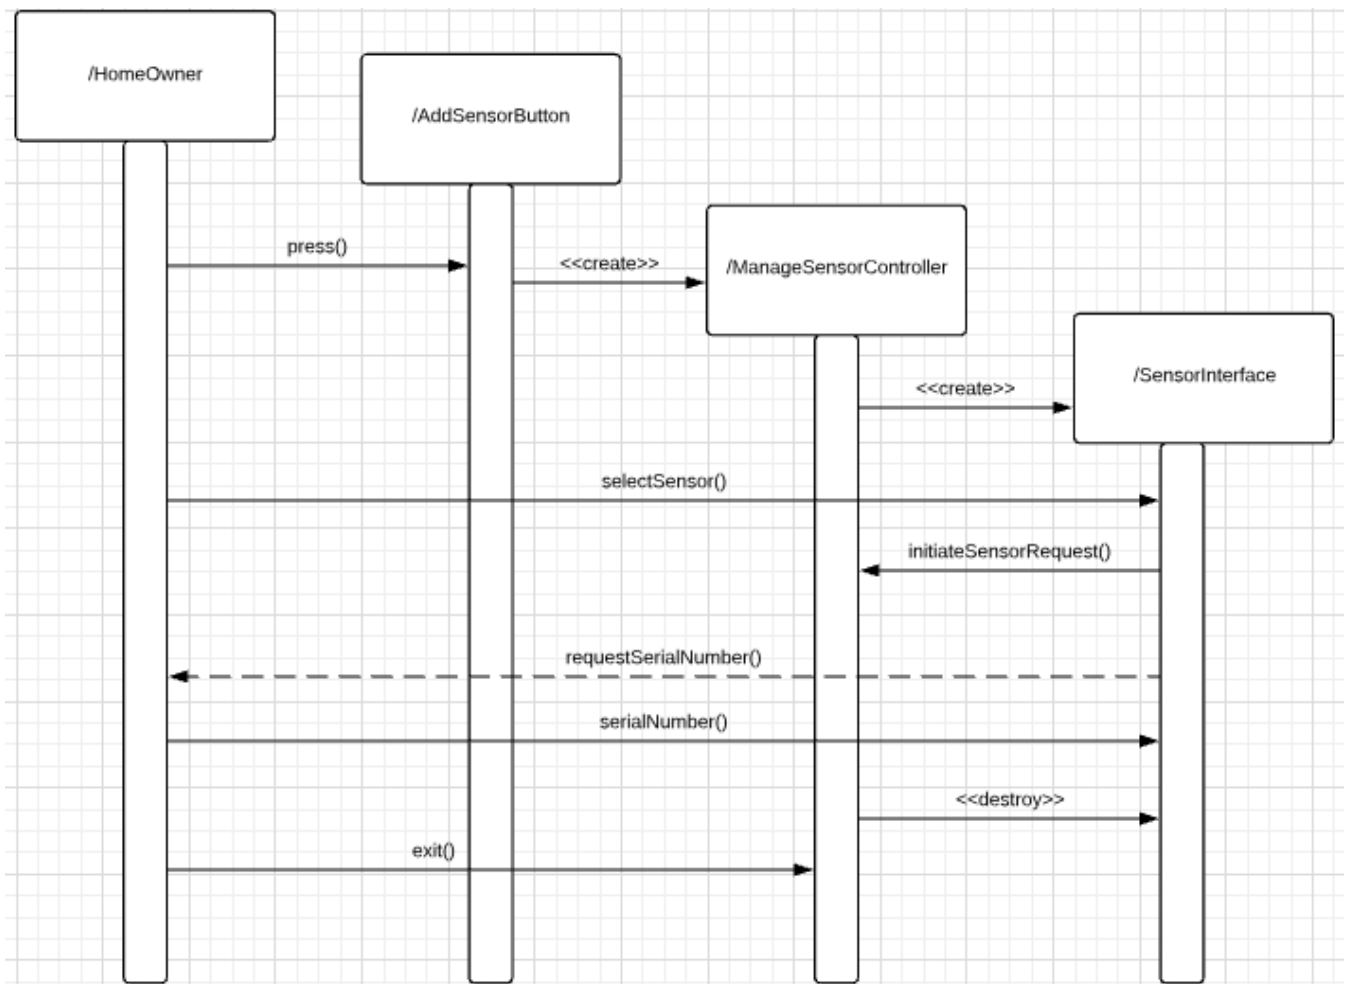 /HomeOwner
/AddSensorButton
press()
<<create>>
/ManageSensorController
/SensorInterface
<<create>>
selectSensor()
initiateSensorRequest()
requestSerialNumber()
serialNumber()
<<destroy>>
exit()